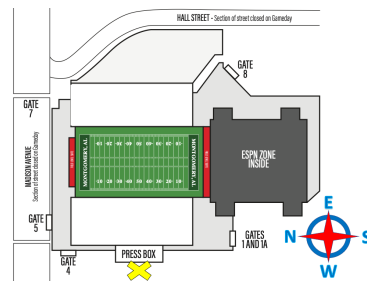 HALL STREET - Section of street closed on Gameday
GATE
8
GATE
7
MADISON AVENUE
Section of street closed on Gameday
MONTGOMERY, AL
MONTGOMERY, AL
ESPN ZONE
INSIDE
GATE
5
GATES
1 AND 1A
GATE
4
PRESS BOX
E
N
S
W